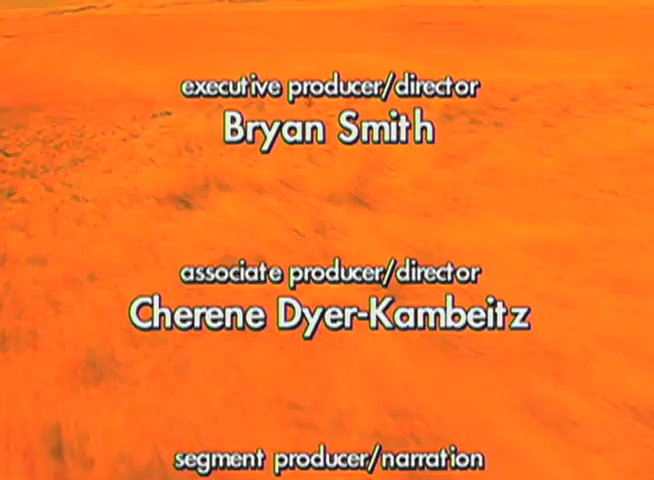 executive producer/director
Bryan Smith
associate producer/director
Cherene Dyer-Kambeitz
segment producer/narration